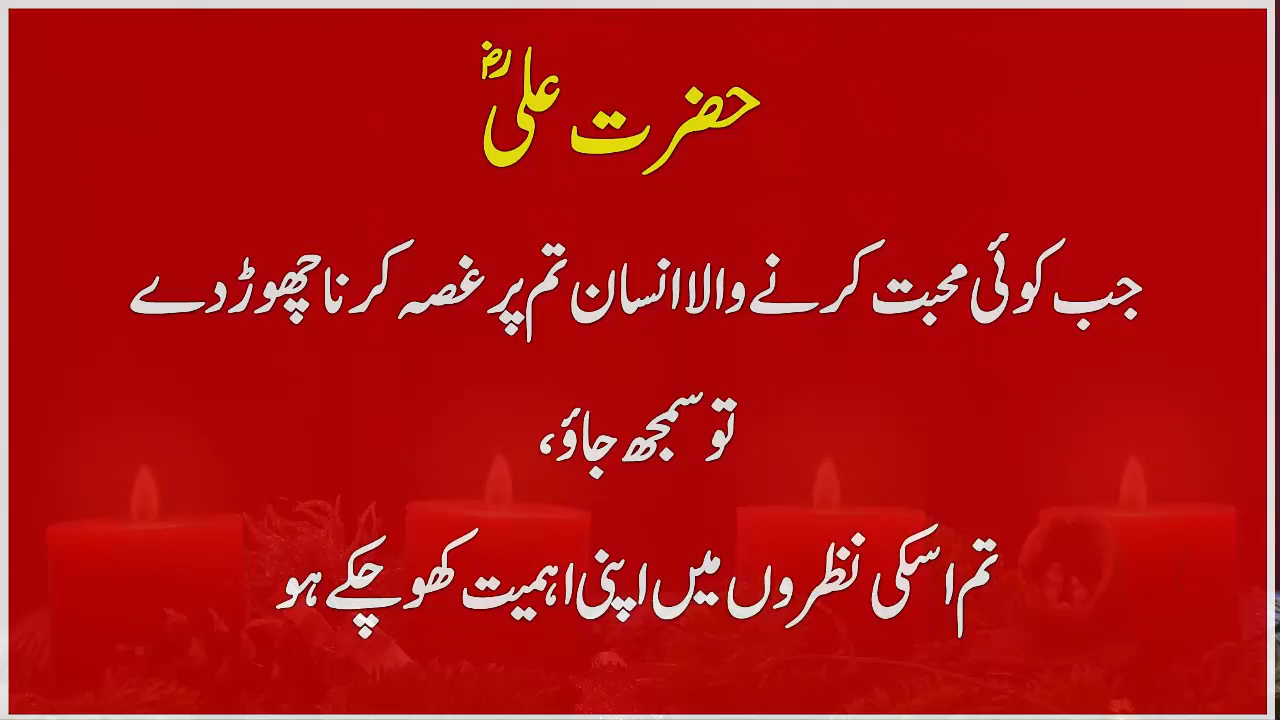 حضرت علیؓ
جب کوئی محبت کرنے والا انسان تم پر غصہ کرنا چھوڑ دے
تو سمجھ جاؤ،
تم اسکی نظروں میں اپنی اہمیت کھو چکے ہو